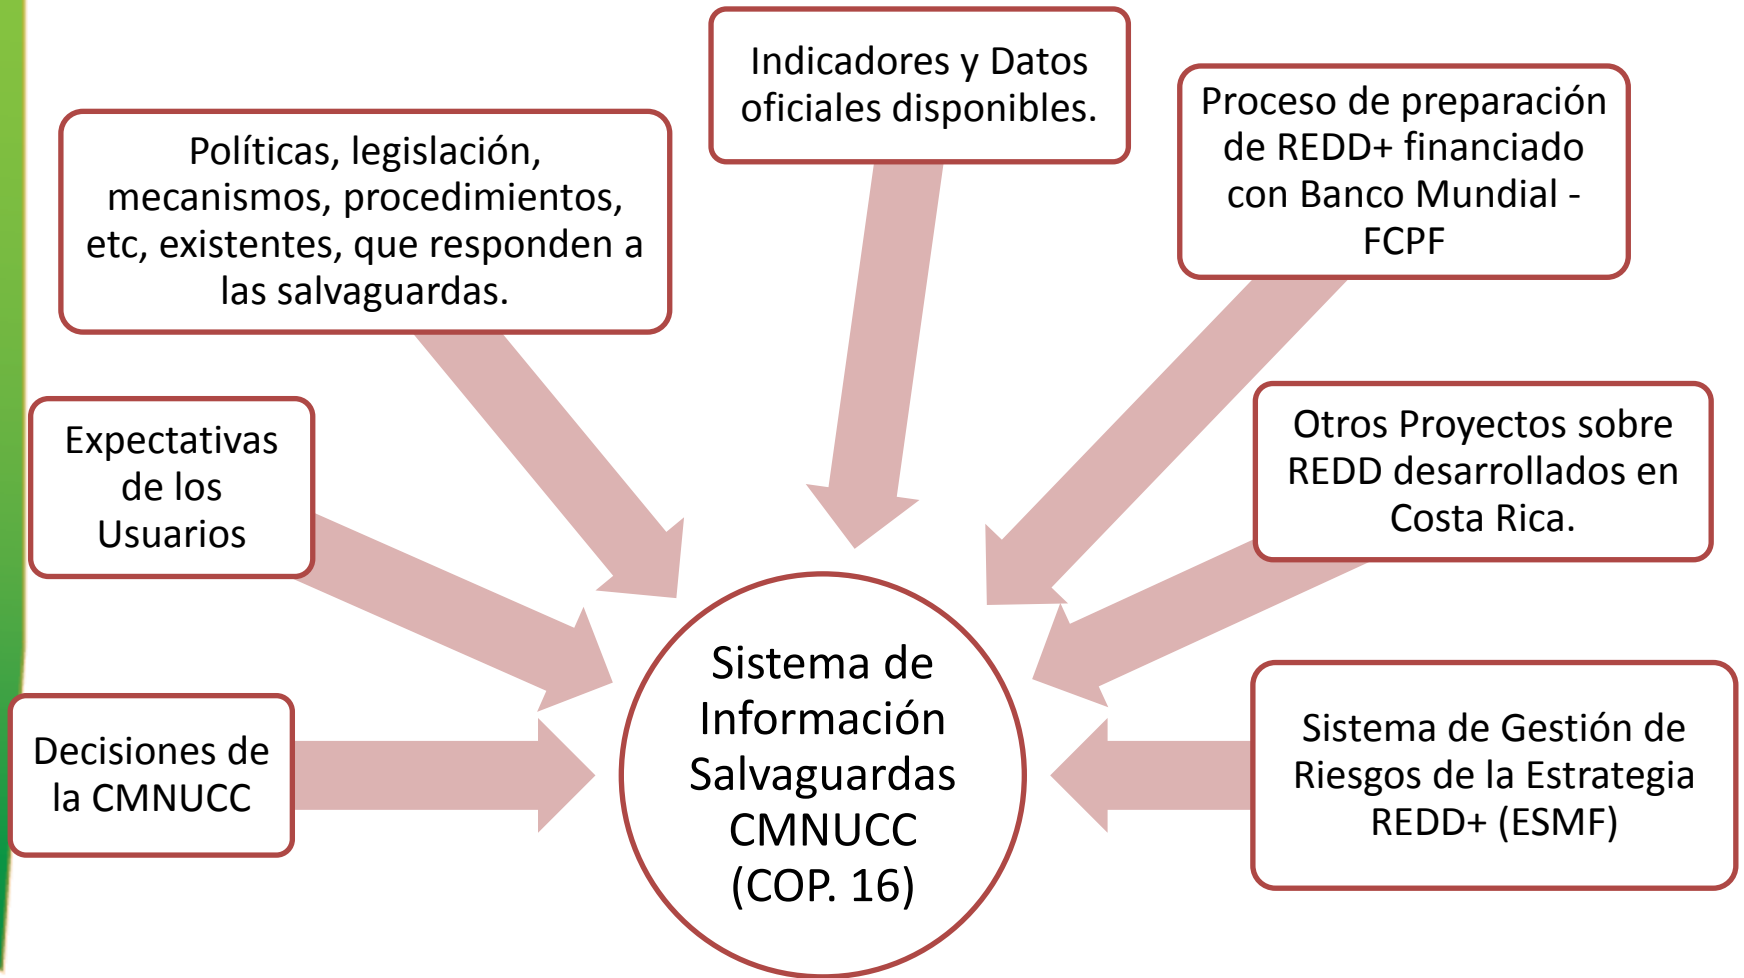 Indicadores y Datos
oficiales disponibles.
Proceso de preparación
de REDD+ financiado
con Banco Mundial -
FCPF
Políticas, legislación,
mecanismos, procedimientos,
etc, existentes, que responden a
las salvaguardas.
Expectativas
de los
Usuarios
Otros Proyectos sobre
REDD desarrollados en
Costa Rica.
Decisiones de
la CMNUCC
Sistema de
Información
Salvaguardas
CMNUCC
(COP. 16)
Sistema de Gestión de
Riesgos de la Estrategia
REDD+ (ESMF)